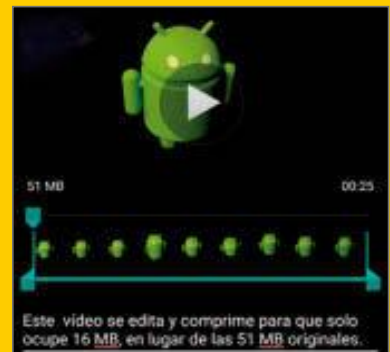 51 MB 00:25
Este vídeo se edita y comprime para que solo
ocupe 16 MB, en lugar de las 51 MB originales.